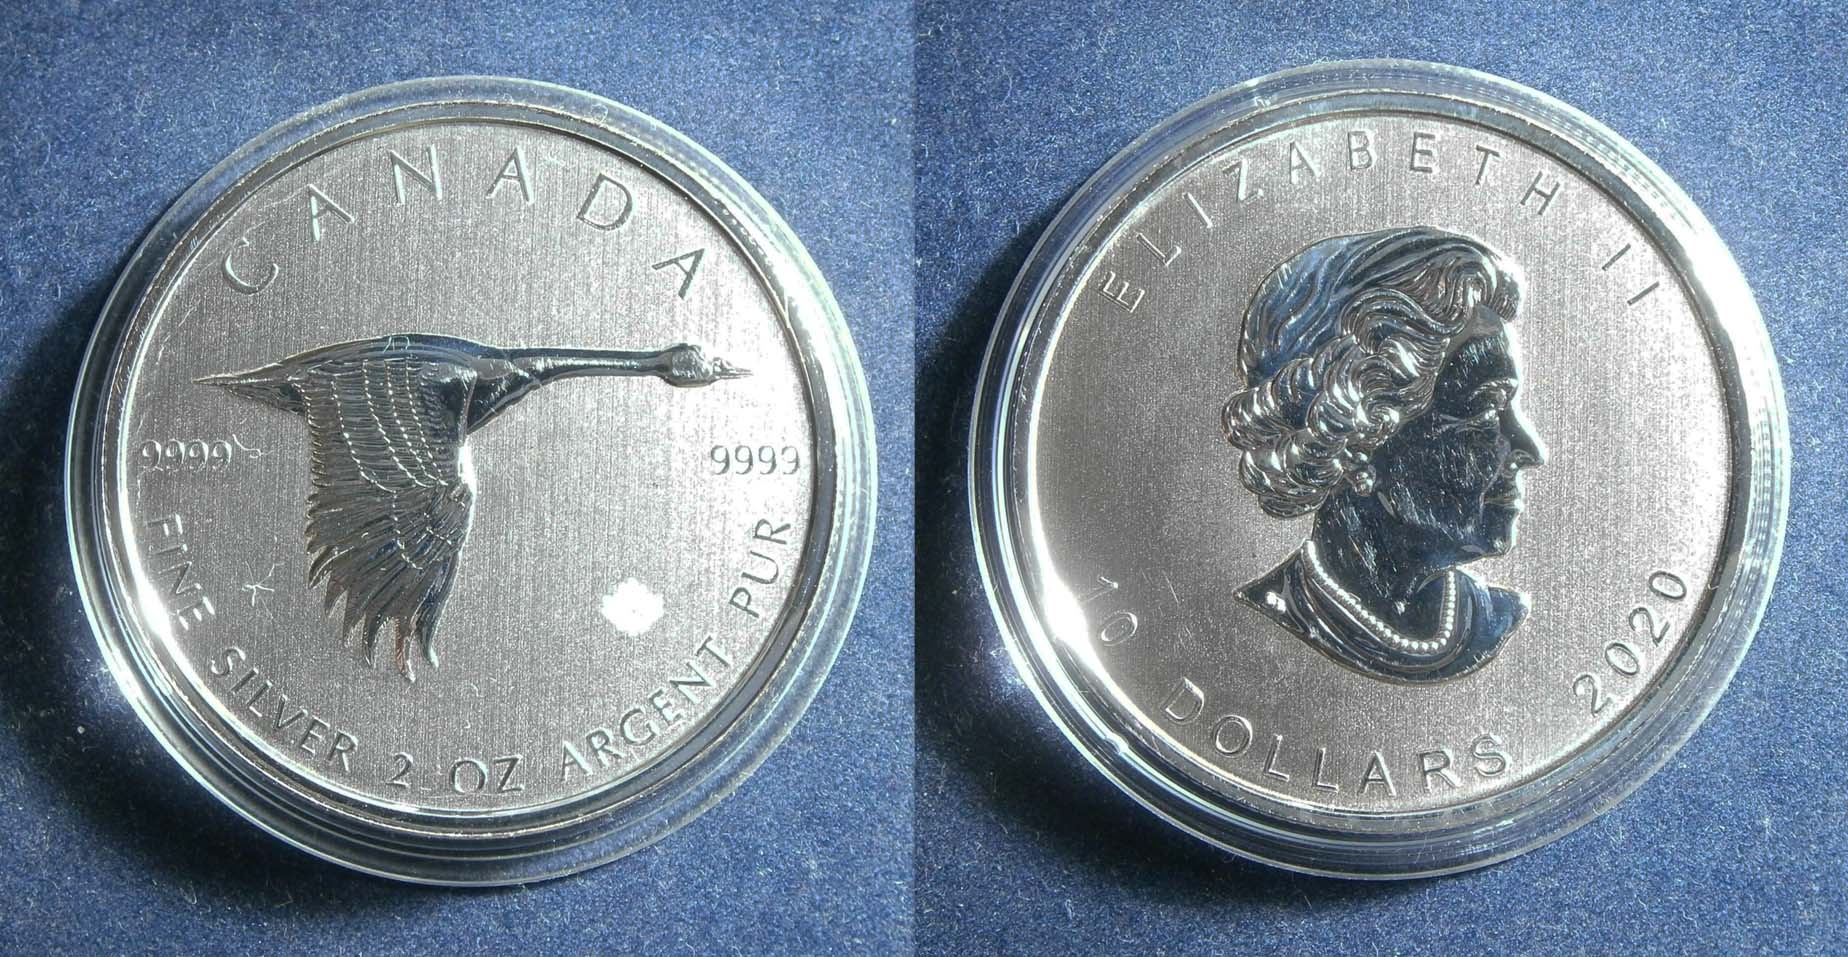 CANADA
9999
9999
FINE SILVER 2 OZ ARGENT PUR
ELIZABETH II
10 DOLLARS 2020